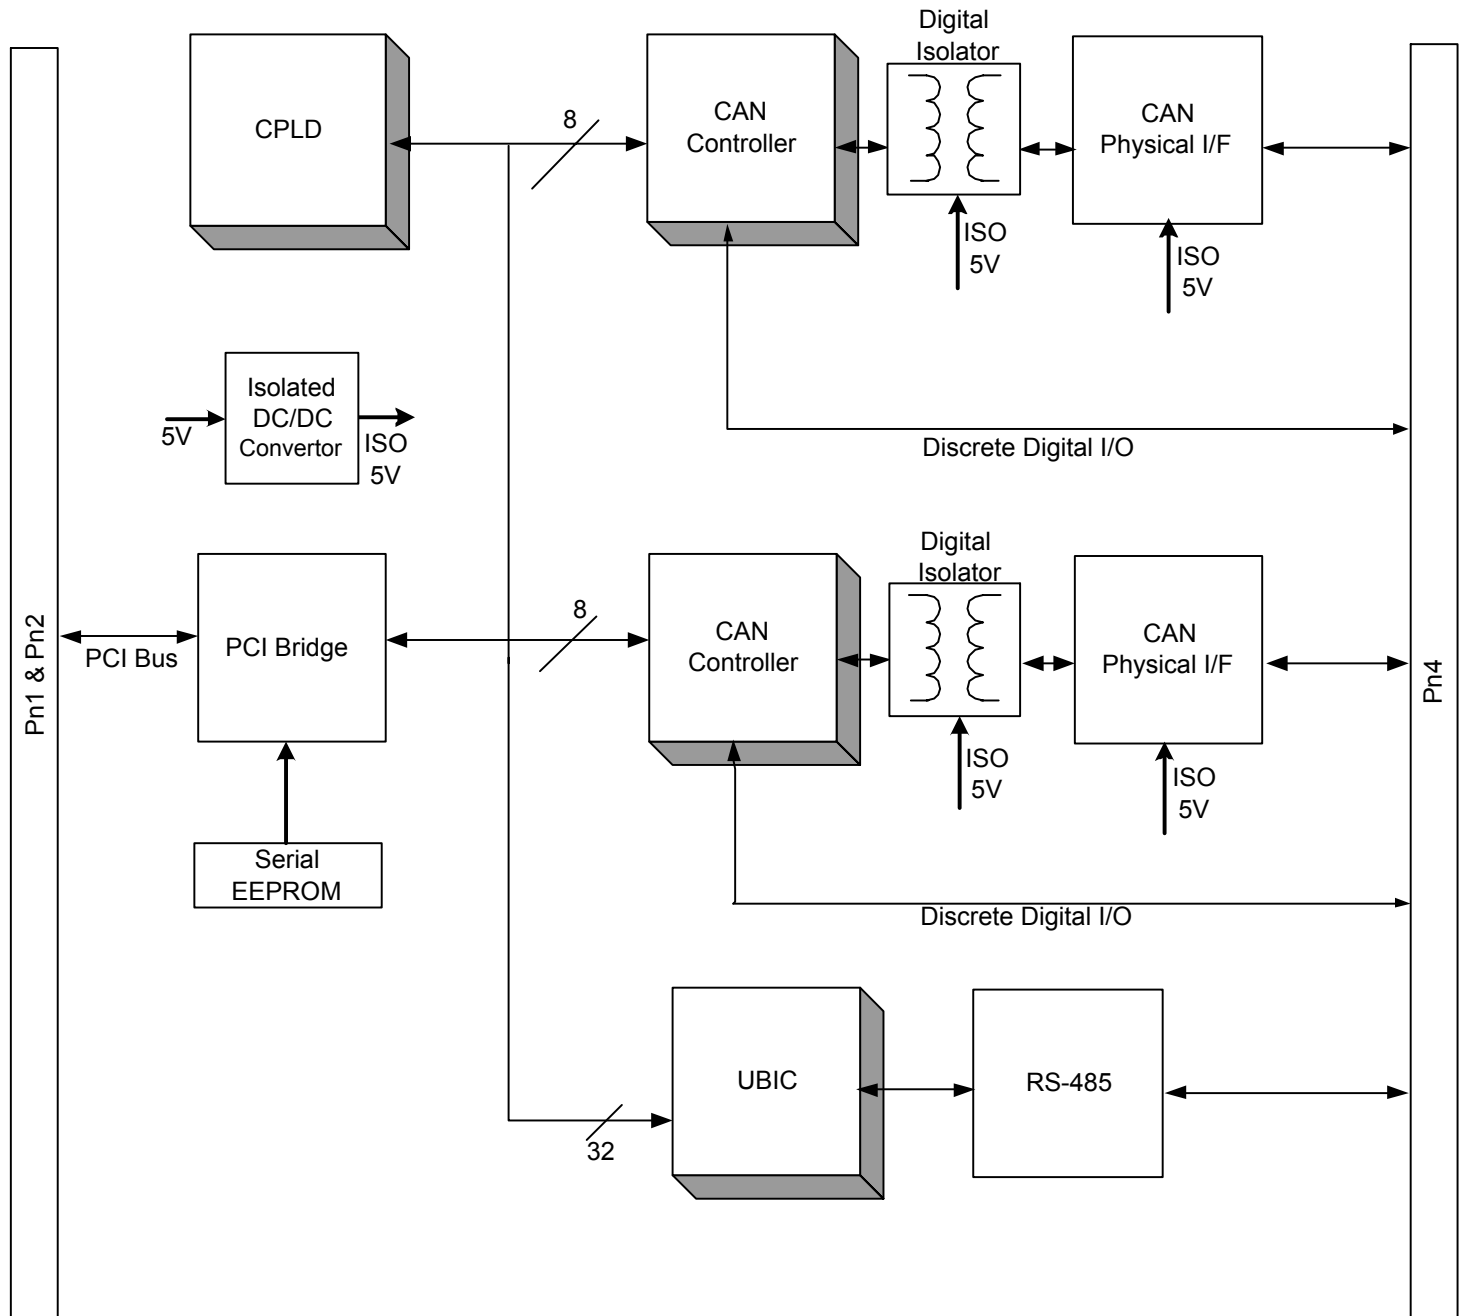 Digital
Isolator
CPLD
8
CAN
Controller
CAN
Physical I/F
ISO
5V
ISO
5V
Isolated
DC/DC
Convertor
5V
ISO
5V
Discrete Digital I/O
Digital
Isolator
Pn1 & Pn2
PCI Bus
PCI Bridge
8
CAN
Controller
CAN
Physical I/F
Pn4
ISO
5V
ISO
5V
Serial
EEPROM
Discrete Digital I/O
UBIC
RS-485
32